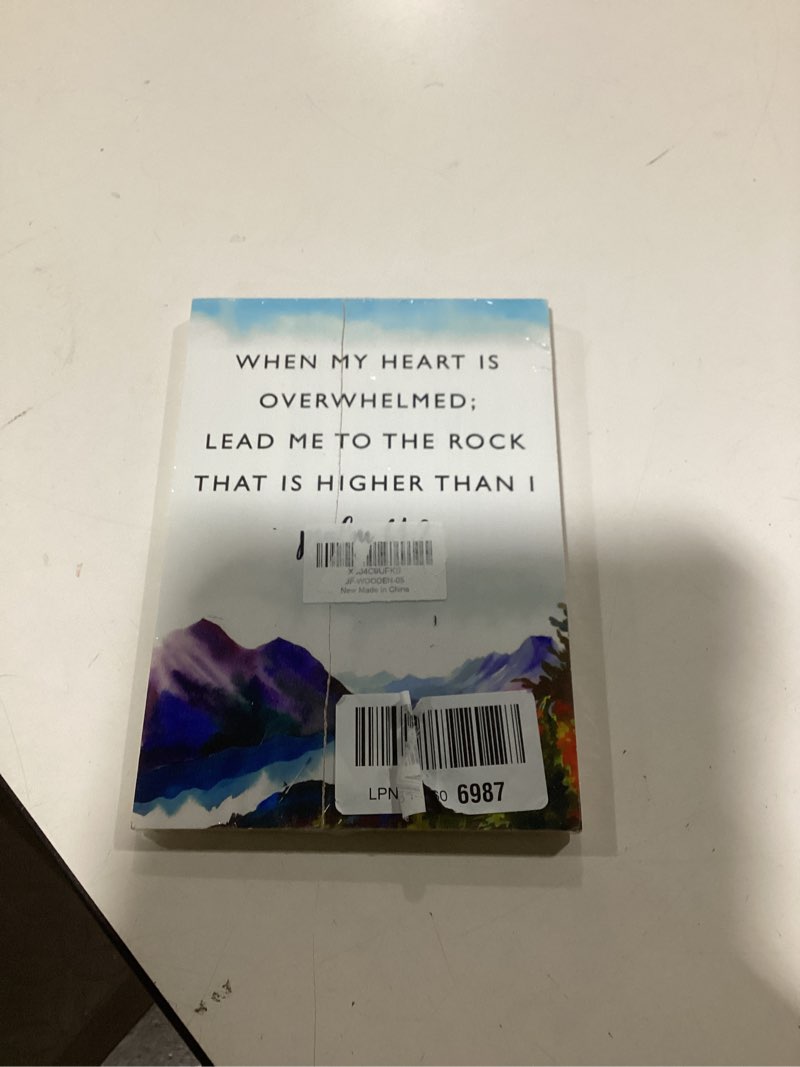 WHEN MY HEART IS
OVERWHELMED;
LEAD ME TO THE ROCK
THAT IS HIGHER THAN I
JF-WOODEN-05
New Made in China
LPN
6987